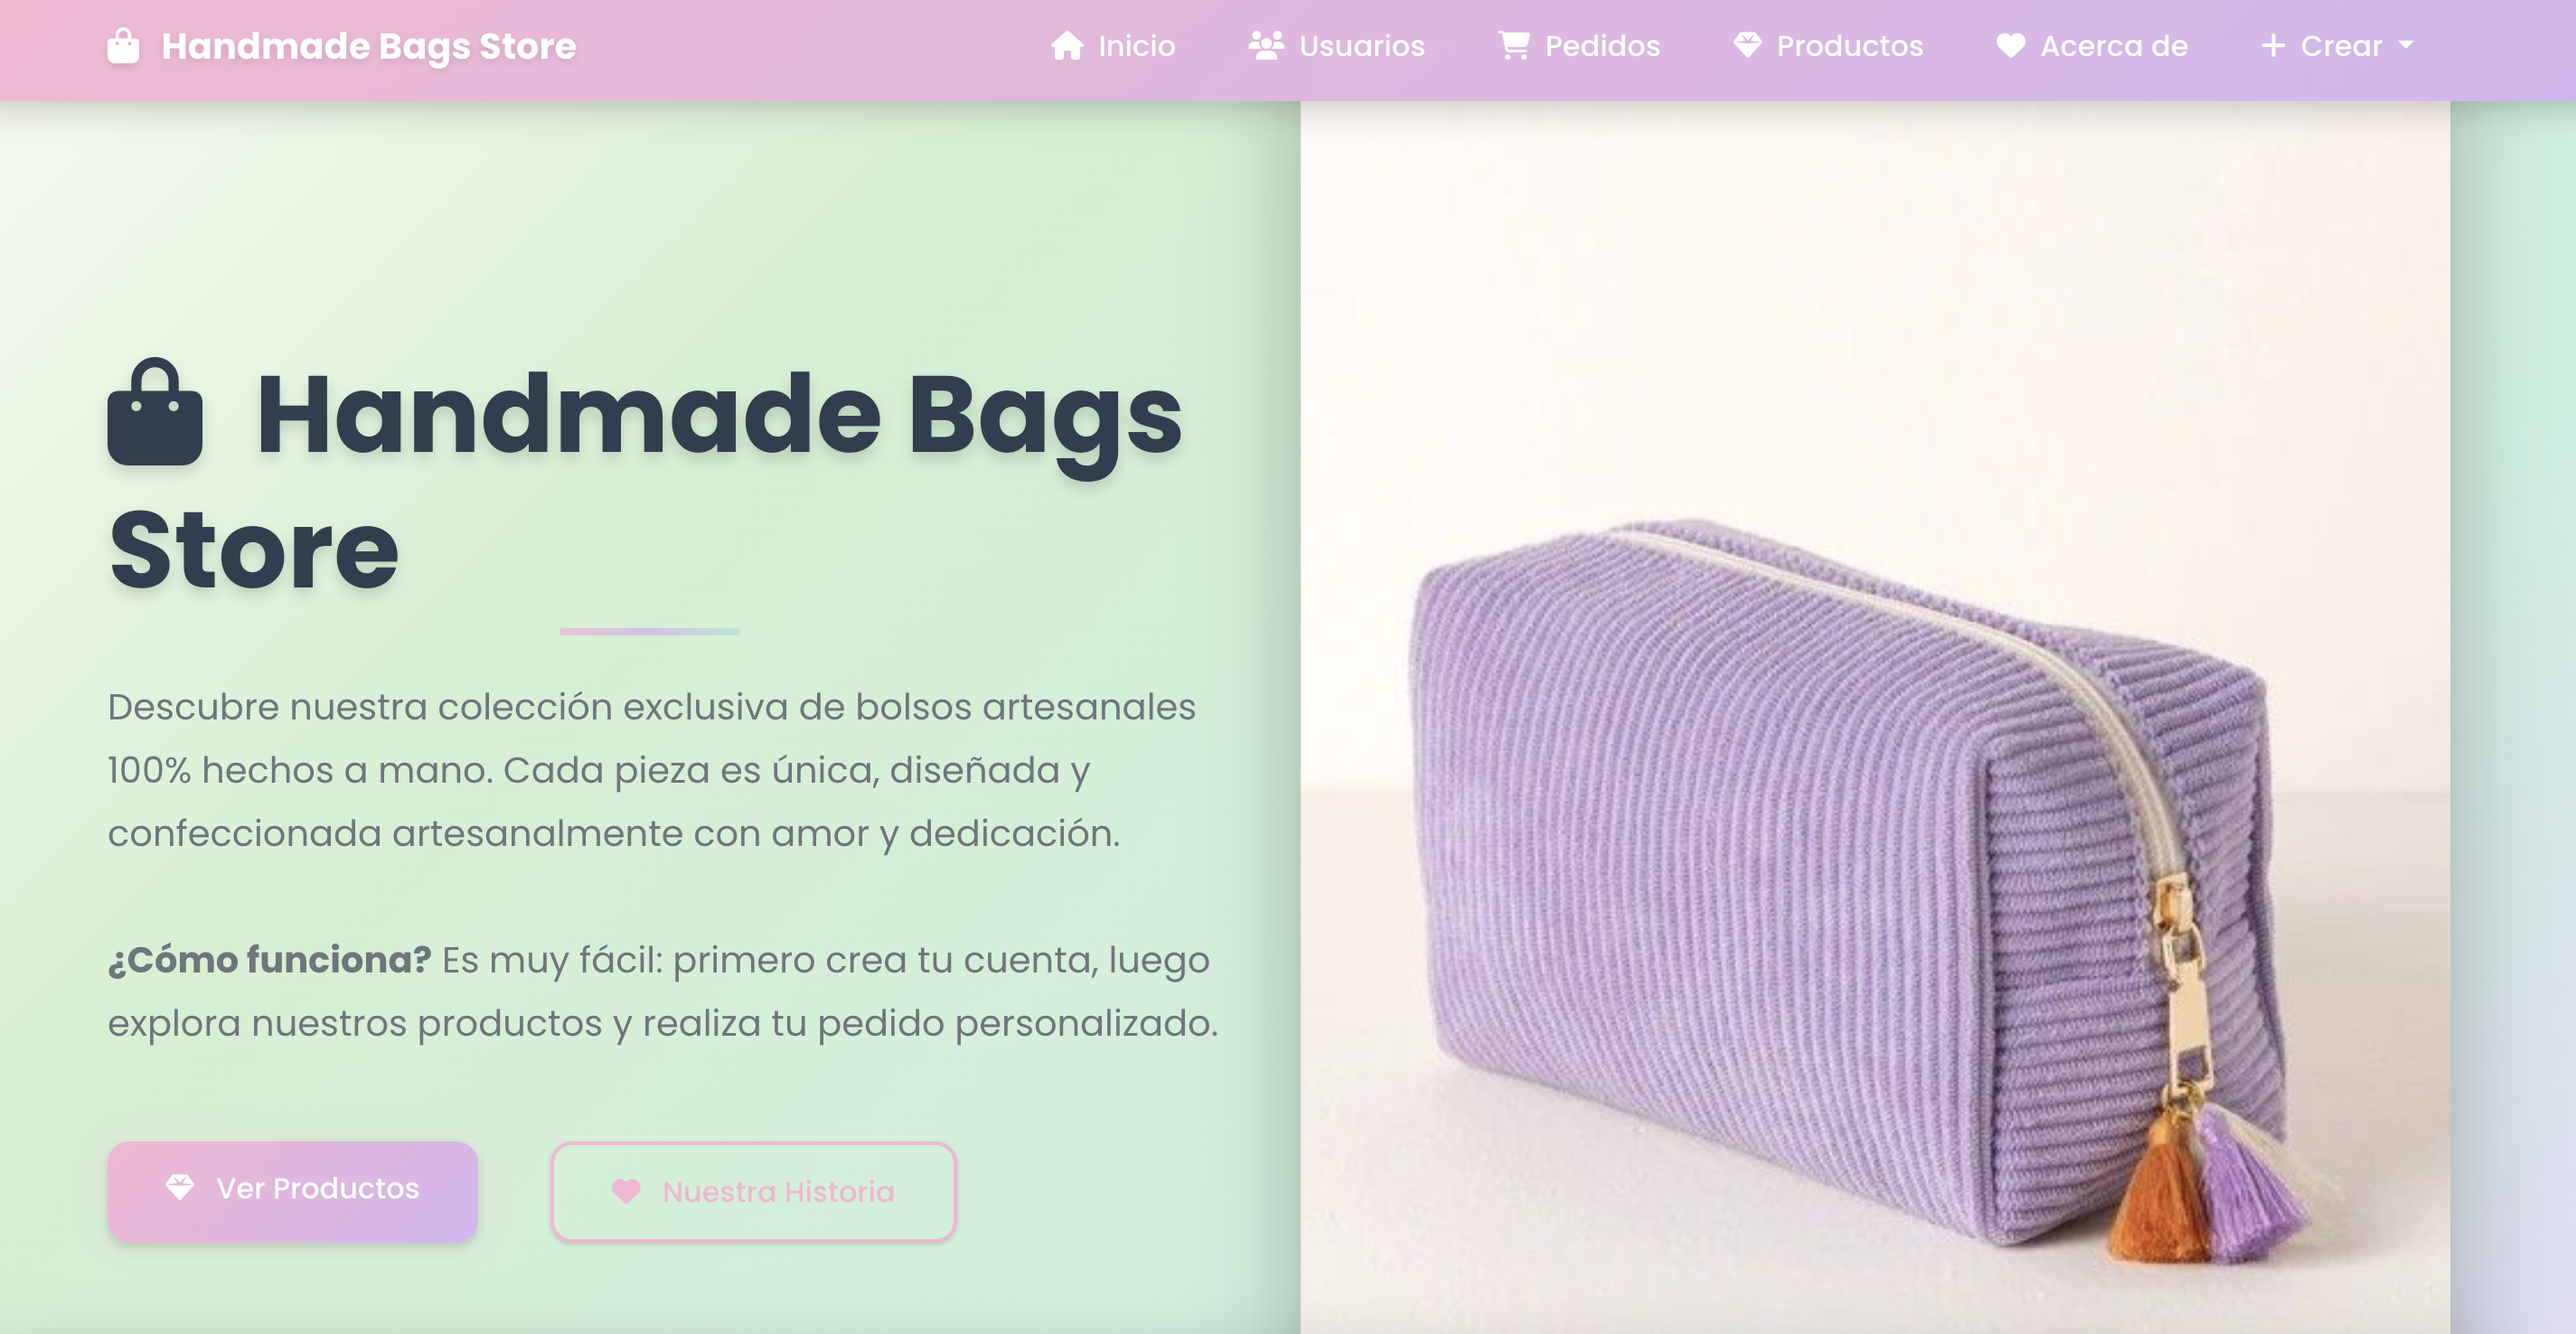 Handmade Bags Store
Inicio
Usuarios
Pedidos
Productos
Acerca de
Crear
Handmade Bags
Store
Descubre nuestra colección exclusiva de bolsos artesanales
100% hechos a mano. Cada pieza es única, diseñada y
confeccionada artesanalmente con amor y dedicación.
¿Cómo funciona? Es muy fácil: primero crea tu cuenta, luego
explora nuestros productos y realiza tu pedido personalizado.
Ver Productos
Nuestra Historia